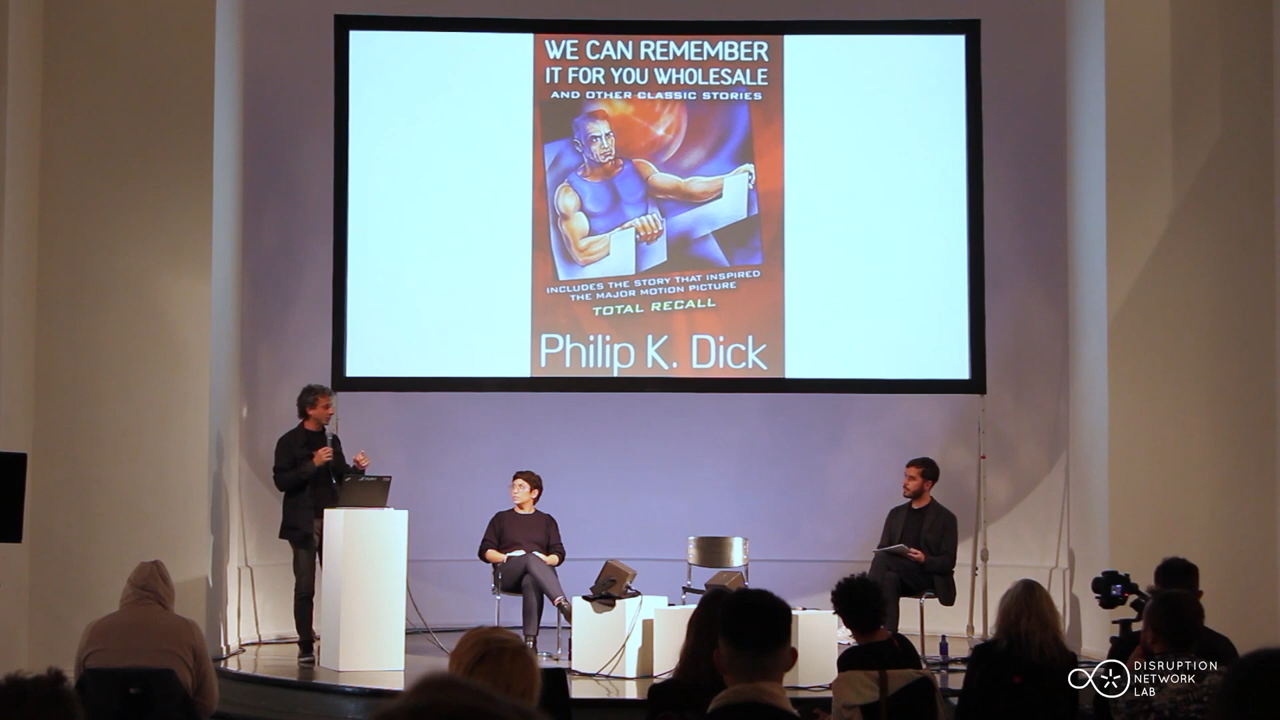 WE CAN REMEMBER
IT FOR YOU WHOLESALE
AND OTHER CLASSIC STORIES
INCLUDES THE STORY THAT INSPIRED
THE MAJOR MOTION PICTURE
TOTAL RECALL
Philip K. Dick
DISRUPTION
NETWORK
LAB